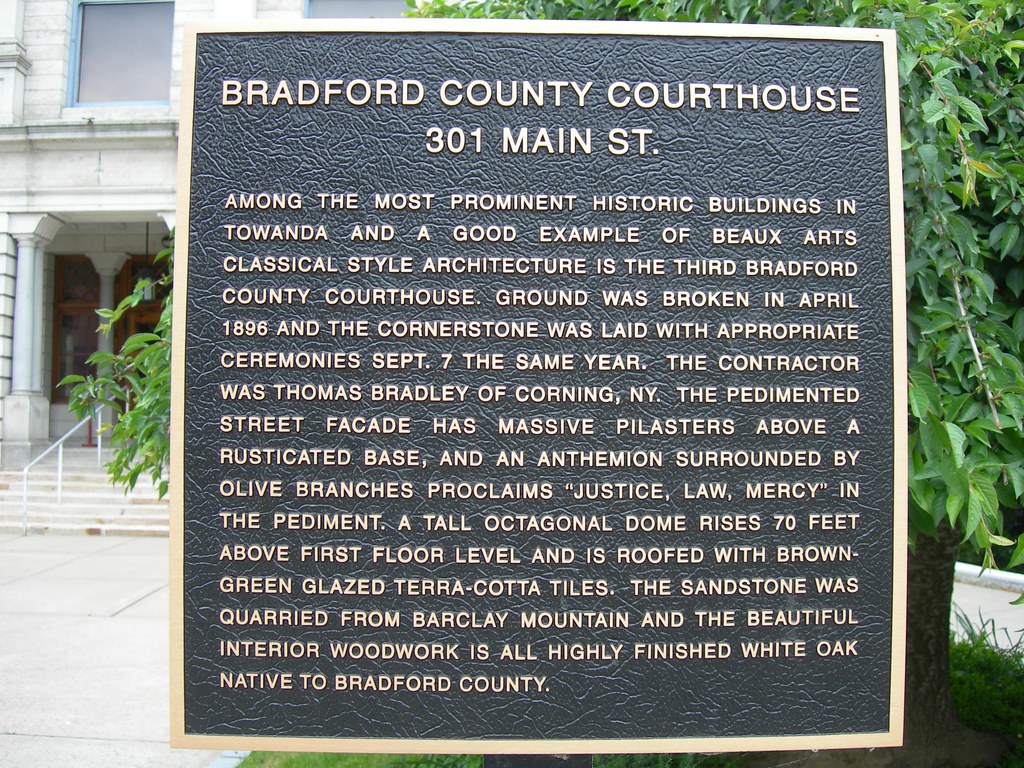 BRADFORD COUNTY COURTHOUSE
301 MAIN ST.
AMONG THE MOST PROMINENT HISTORIC BUILDINGS IN
TOWANDA AND A GOOD EXAMPLE OF BEAUX ARTS
CLASSICAL STYLE ARCHITECTURE IS THE THIRD BRADFORD
COUNTY COURTHOUSE. GROUND WAS BROKEN IN APRIL
1896 AND THE CORNERSTONE WAS LAID WITH APPROPRIATE
CEREMONIES SEPT. 7 THE SAME YEAR. THE CONTRACTOR
WAS THOMAS BRADLEY OF CORNING, NY. THE PEDIMENTED
STREET FACADE HAS MASSIVE PILASTERS ABOVE A
RUSTICATED BASE, AND AN ANTHEMION SURROUNDED BY
OLIVE BRANCHES PROCLAIMS “JUSTICE, LAW, MERCY” IN
THE PEDIMENT. A TALL OCTAGONAL DOME RISES 70 FEET
ABOVE FIRST FLOOR LEVEL AND IS ROOFED WITH BROWN-
GREEN GLAZED TERRA-COTTA TILES. THE SANDSTONE WAS
QUARRIED FROM BARCLAY MOUNTAIN AND THE BEAUTIFUL
INTERIOR WOODWORK IS ALL HIGHLY FINISHED WHITE OAK
NATIVE TO BRADFORD COUNTY.